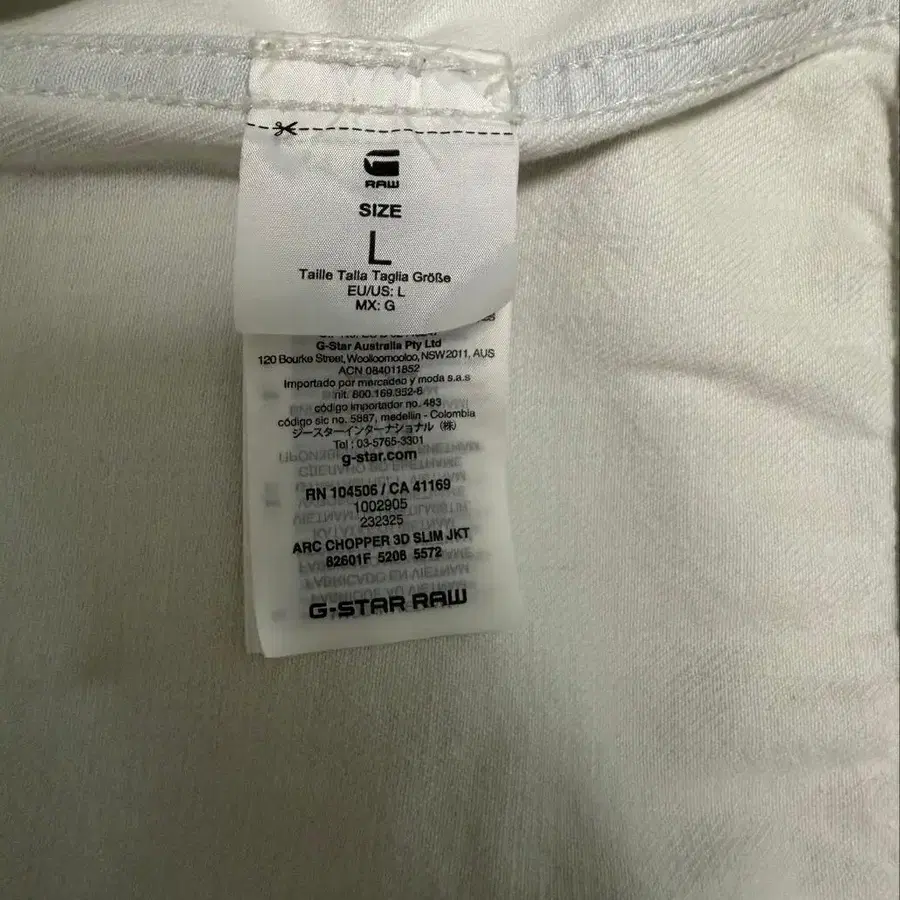 RAW
SIZE
L
Taille Talla Taglia Größe
EU/US: L
MX: G
G-Star Australia Pty Ltd
120 Bourke Street, Woolloomooloo, NSW 2011, AUS
ACN 084011852
Importado por mercadeo y moda s.a.s
nit. 800.169.352-6
código importador no. 483
código sic no. 5887, medellin - Colombia
ジースターインターナショナル（株）
Tel : 03-5765-3301
g-star.com
RN 104506 / CA 41169
1002905
232325
ARC CHOPPER 3D SLIM JKT
82601F 5208 5572
G-STAR RAW